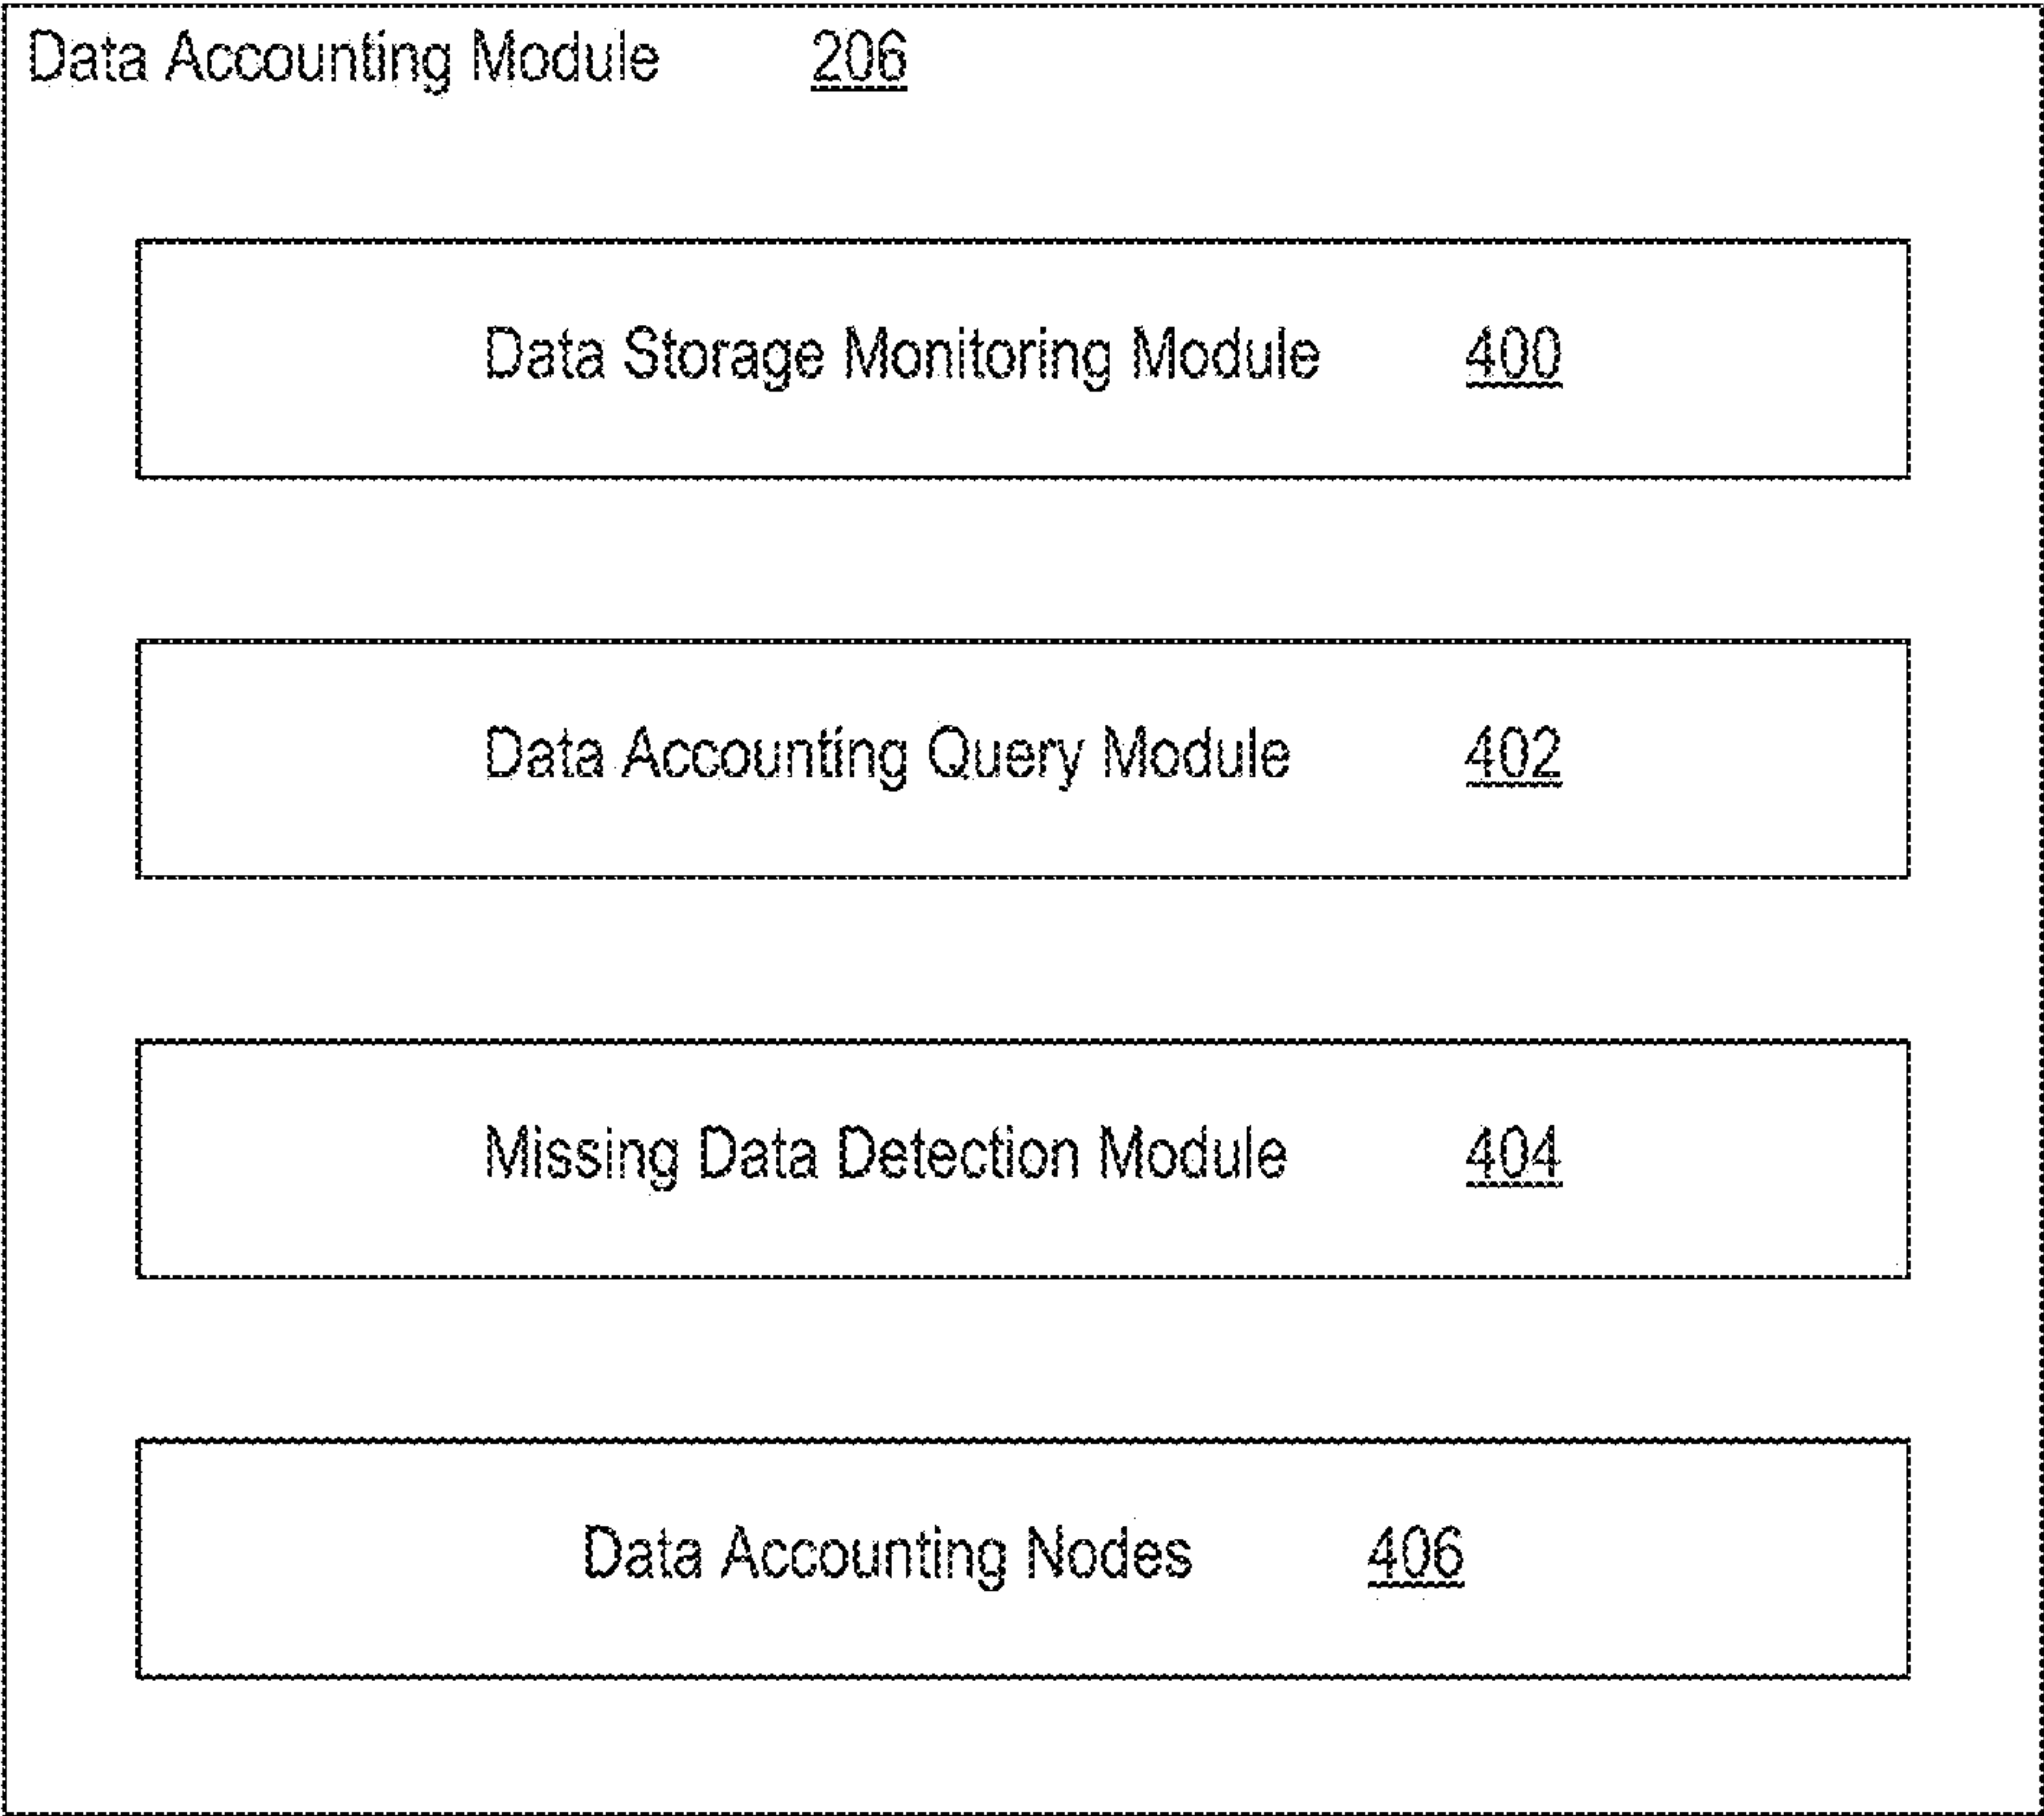 Data Accounting Module 206
Data Storage Monitoring Module 400
Data Accounting Query Module 402
Missing Data Detection Module 404
Data Accounting Nodes 406